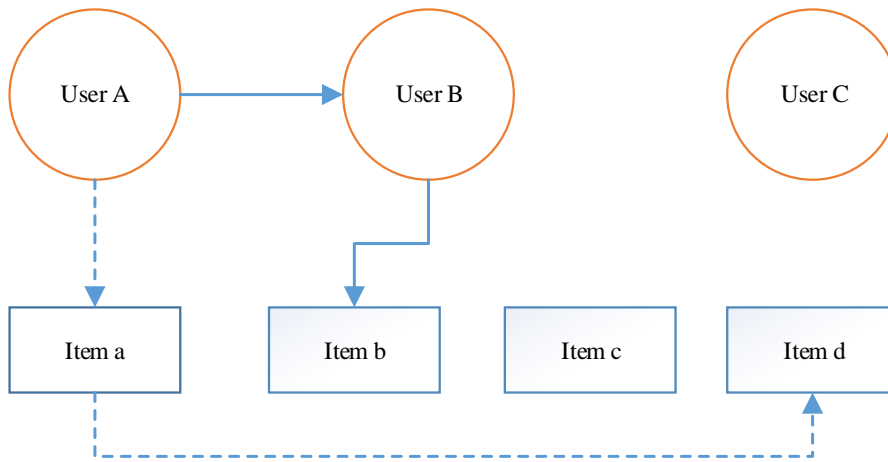 User A
User B
User C
Item a
Item b
Item c
Item d